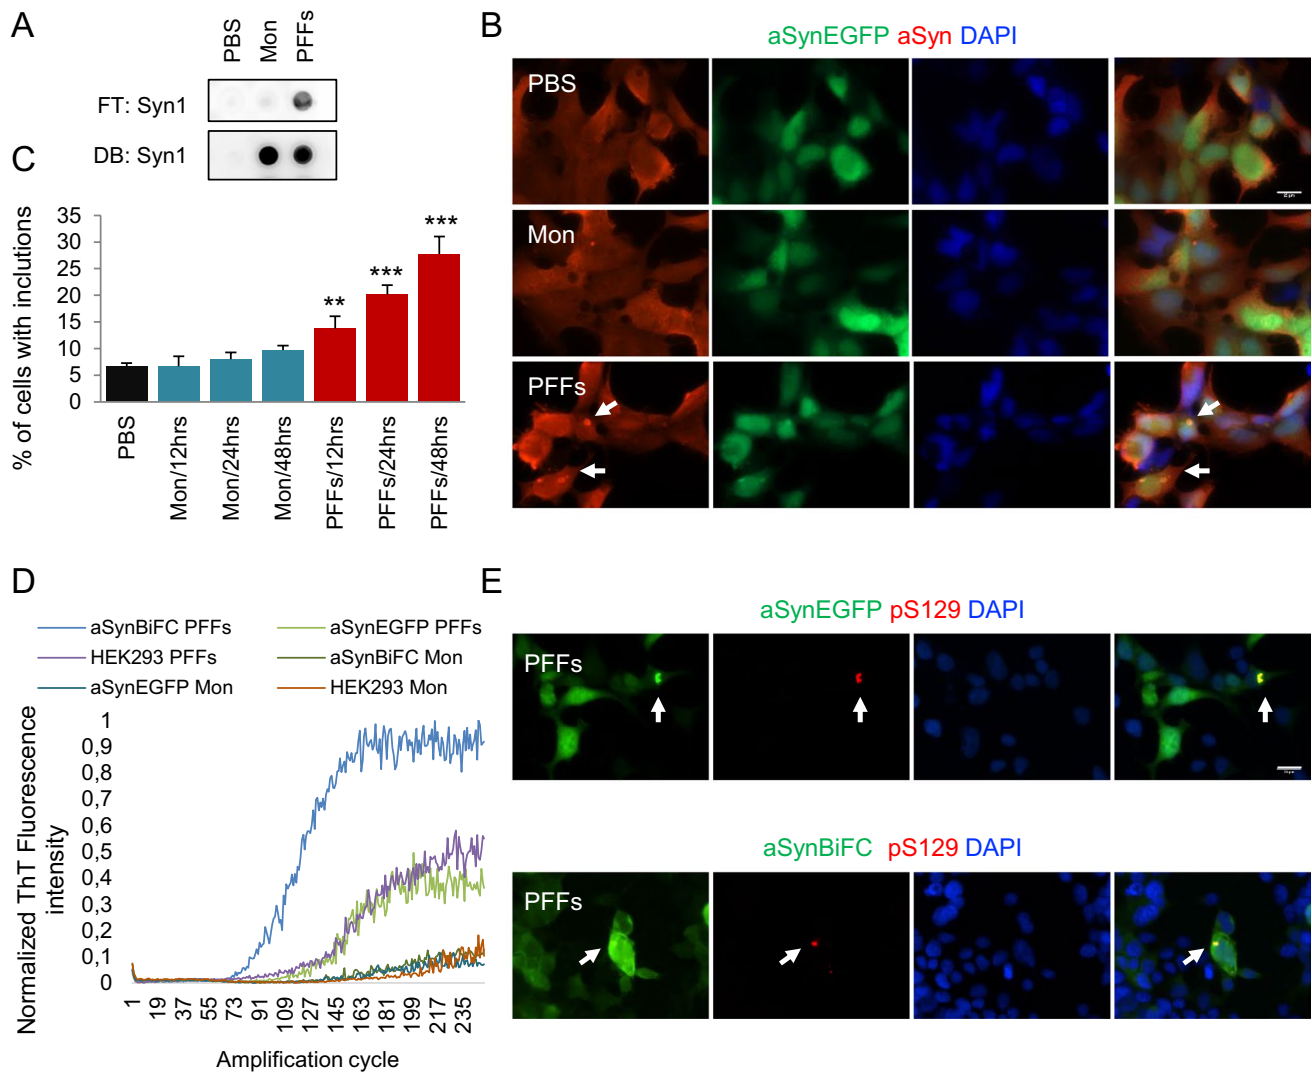 A
PBS
Mon
PFFs
FT: Syn1
DB: Syn1
B
aSynEGFP aSyn DAPI
PBS
Mon
PFFs
C
% of cells with inclutions
35
30
25
20
15
10
5
0
**
***
***
PBS
Mon/12hrs
Mon/24hrs
Mon/48hrs
PFFs/12hrs
PFFs/24hrs
PFFs/48hrs
D
aSynBiFC PFFs
aSynEGFP PFFs
HEK293 PFFs
aSynBiFC Mon
aSynEGFP Mon
HEK293 Mon
Normalized ThT Fluorescence
intensity
1
0,9
0,8
0,7
0,6
0,5
0,4
0,3
0,2
0,1
0
1
19
37
55
73
91
109
127
145
163
181
199
217
235
Amplification cycle
E
aSynEGFP pS129 DAPI
PFFs
aSynBiFC pS129 DAPI
PFFs